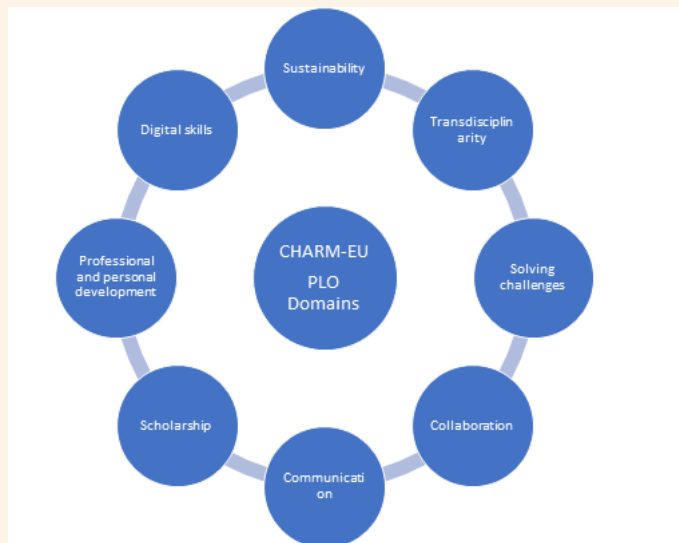 Sustainability
Transdisciplin
arity
Solving
challenges
Collaboration
Communicati
on
Scholarship
Professional
and personal
development
Digital skills
CHARM-EU
PLO
Domains